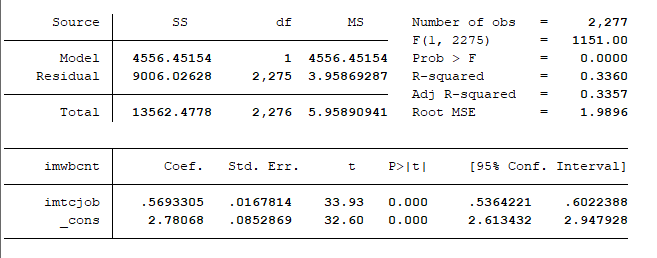 Source SS df MS Number of obs = 2,277
F(1, 2275) = 1151.00
Model 4556.45154 1 4556.45154 Prob > F = 0.0000
Residual 9006.02628 2,275 3.95869287 R-squared = 0.3360
Adj R-squared = 0.3357
Total 13562.4778 2,276 5.95890941 Root MSE = 1.9896
imwbcnt Coef. Std. Err. t P>|t| [95% Conf. Interval]
imtcjob .5693305 .0167814 33.93 0.000 .5364221 .6022388
_cons 2.78068 .0852869 32.60 0.000 2.613432 2.947928